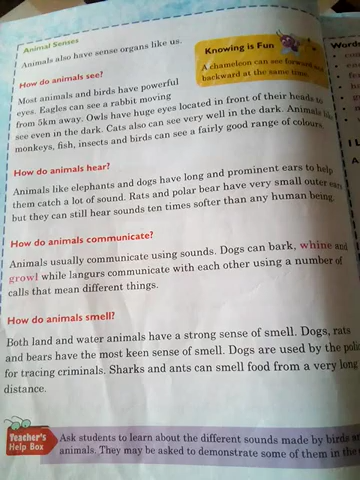 Animal Senses
Animals also have sense organs like us.
Knowing is Fun
A chameleon can see forward and
backward at the same time.
How do animals see?
Most animals and birds have powerful
eyes. Eagles can see a rabbit moving
from 5km away. Owls have huge eyes located in front of their heads to
see even in the dark. Cats also can see very well in the dark. Animals like
monkeys, fish, insects and birds can see a fairly good range of colours.
How do animals hear?
Animals like elephants and dogs have long and prominent ears to help
them catch a lot of sound. Rats and polar bear have very small outer ears
but they can still hear sounds ten times softer than any human being.
How do animals communicate?
Animals usually communicate using sounds. Dogs can bark, whine and
growl while langurs communicate with each other using a number of
calls that mean different things.
How do animals smell?
Both land and water animals have a strong sense of smell. Dogs, rats
and bears have the most keen sense of smell. Dogs are used by the
for tracing criminals. Sharks and ants can smell food from a very long
distance.
Teacher's
Help Box
Ask students to learn about the different sounds made by birds
animals. They may be asked to demonstrate some of them in the
Words